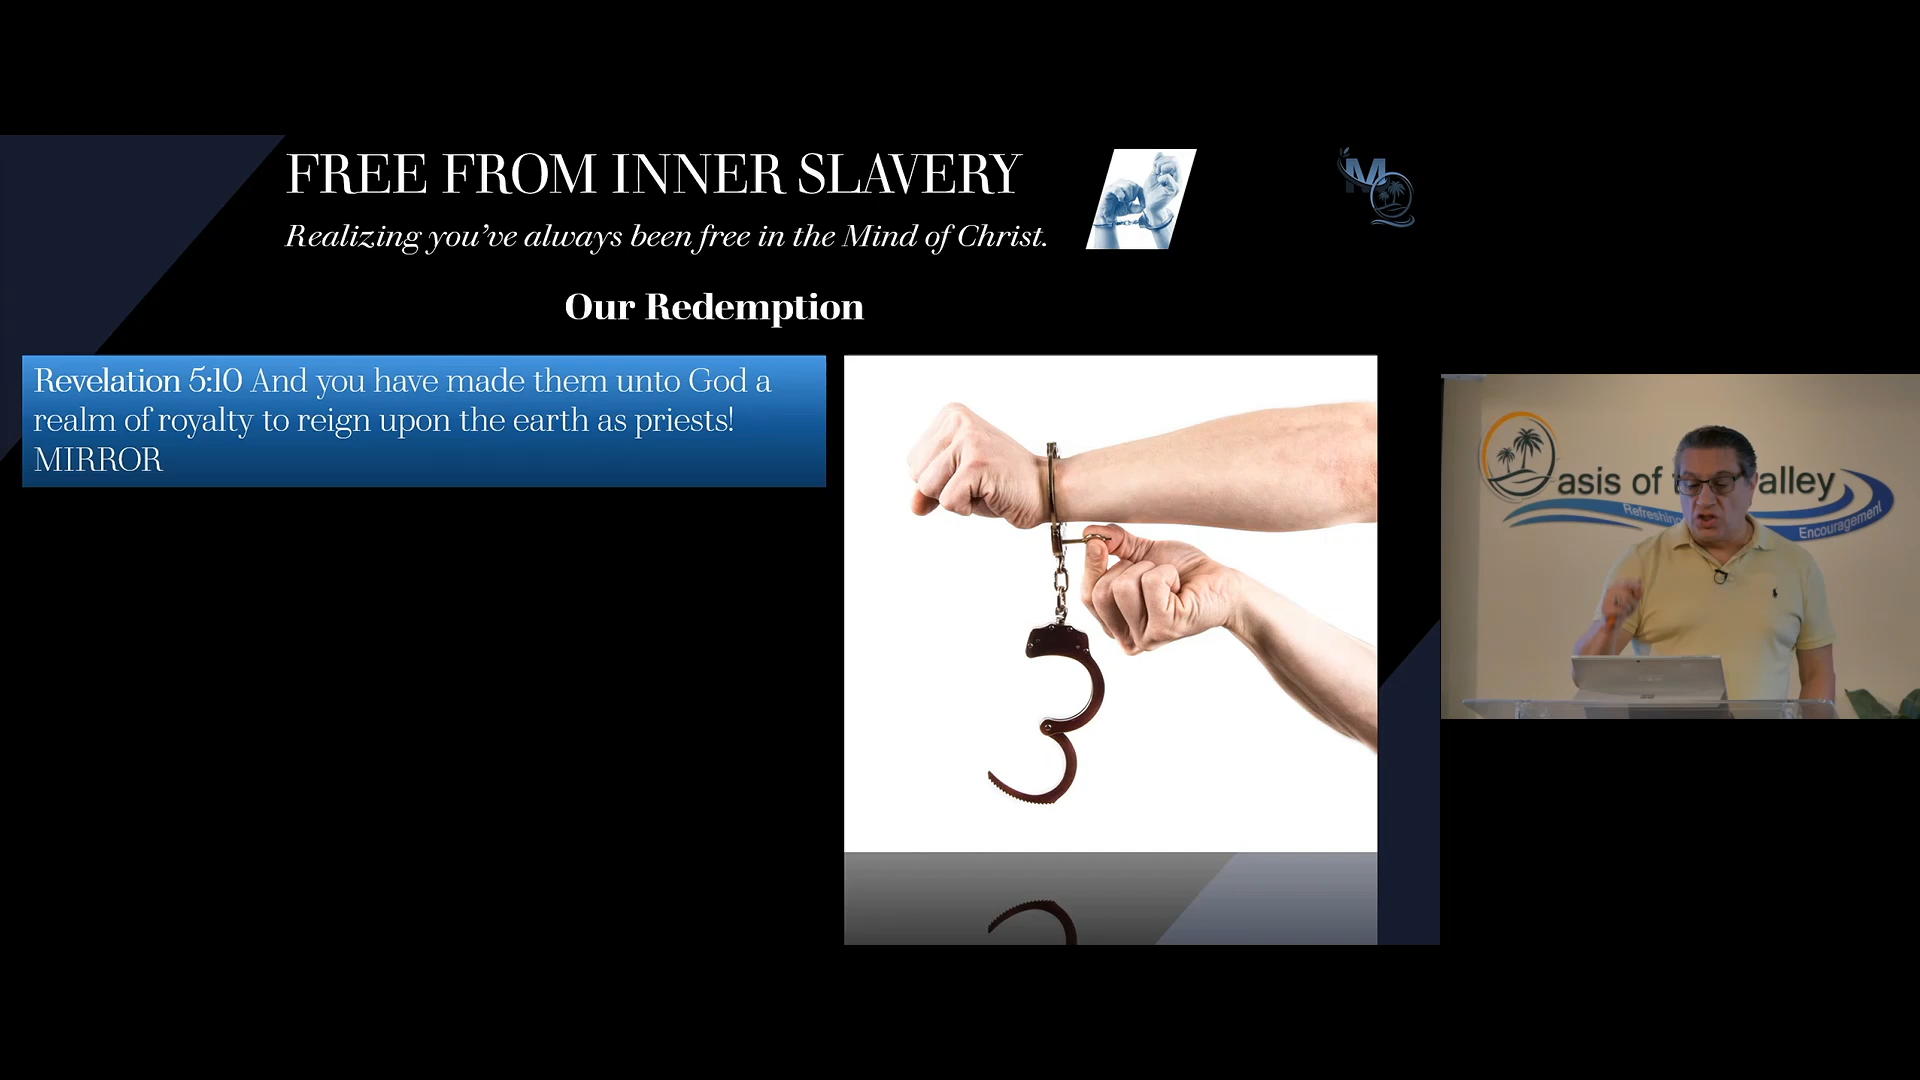 FREE FROM INNER SLAVERY
Realizing you've always been free in the Mind of Christ.
M
Our Redemption
Revelation 5:10 And you have made them unto God a
realm of royalty to reign upon the earth as priests!
MIRROR
asis of t alley
Refreshing
Encouragement